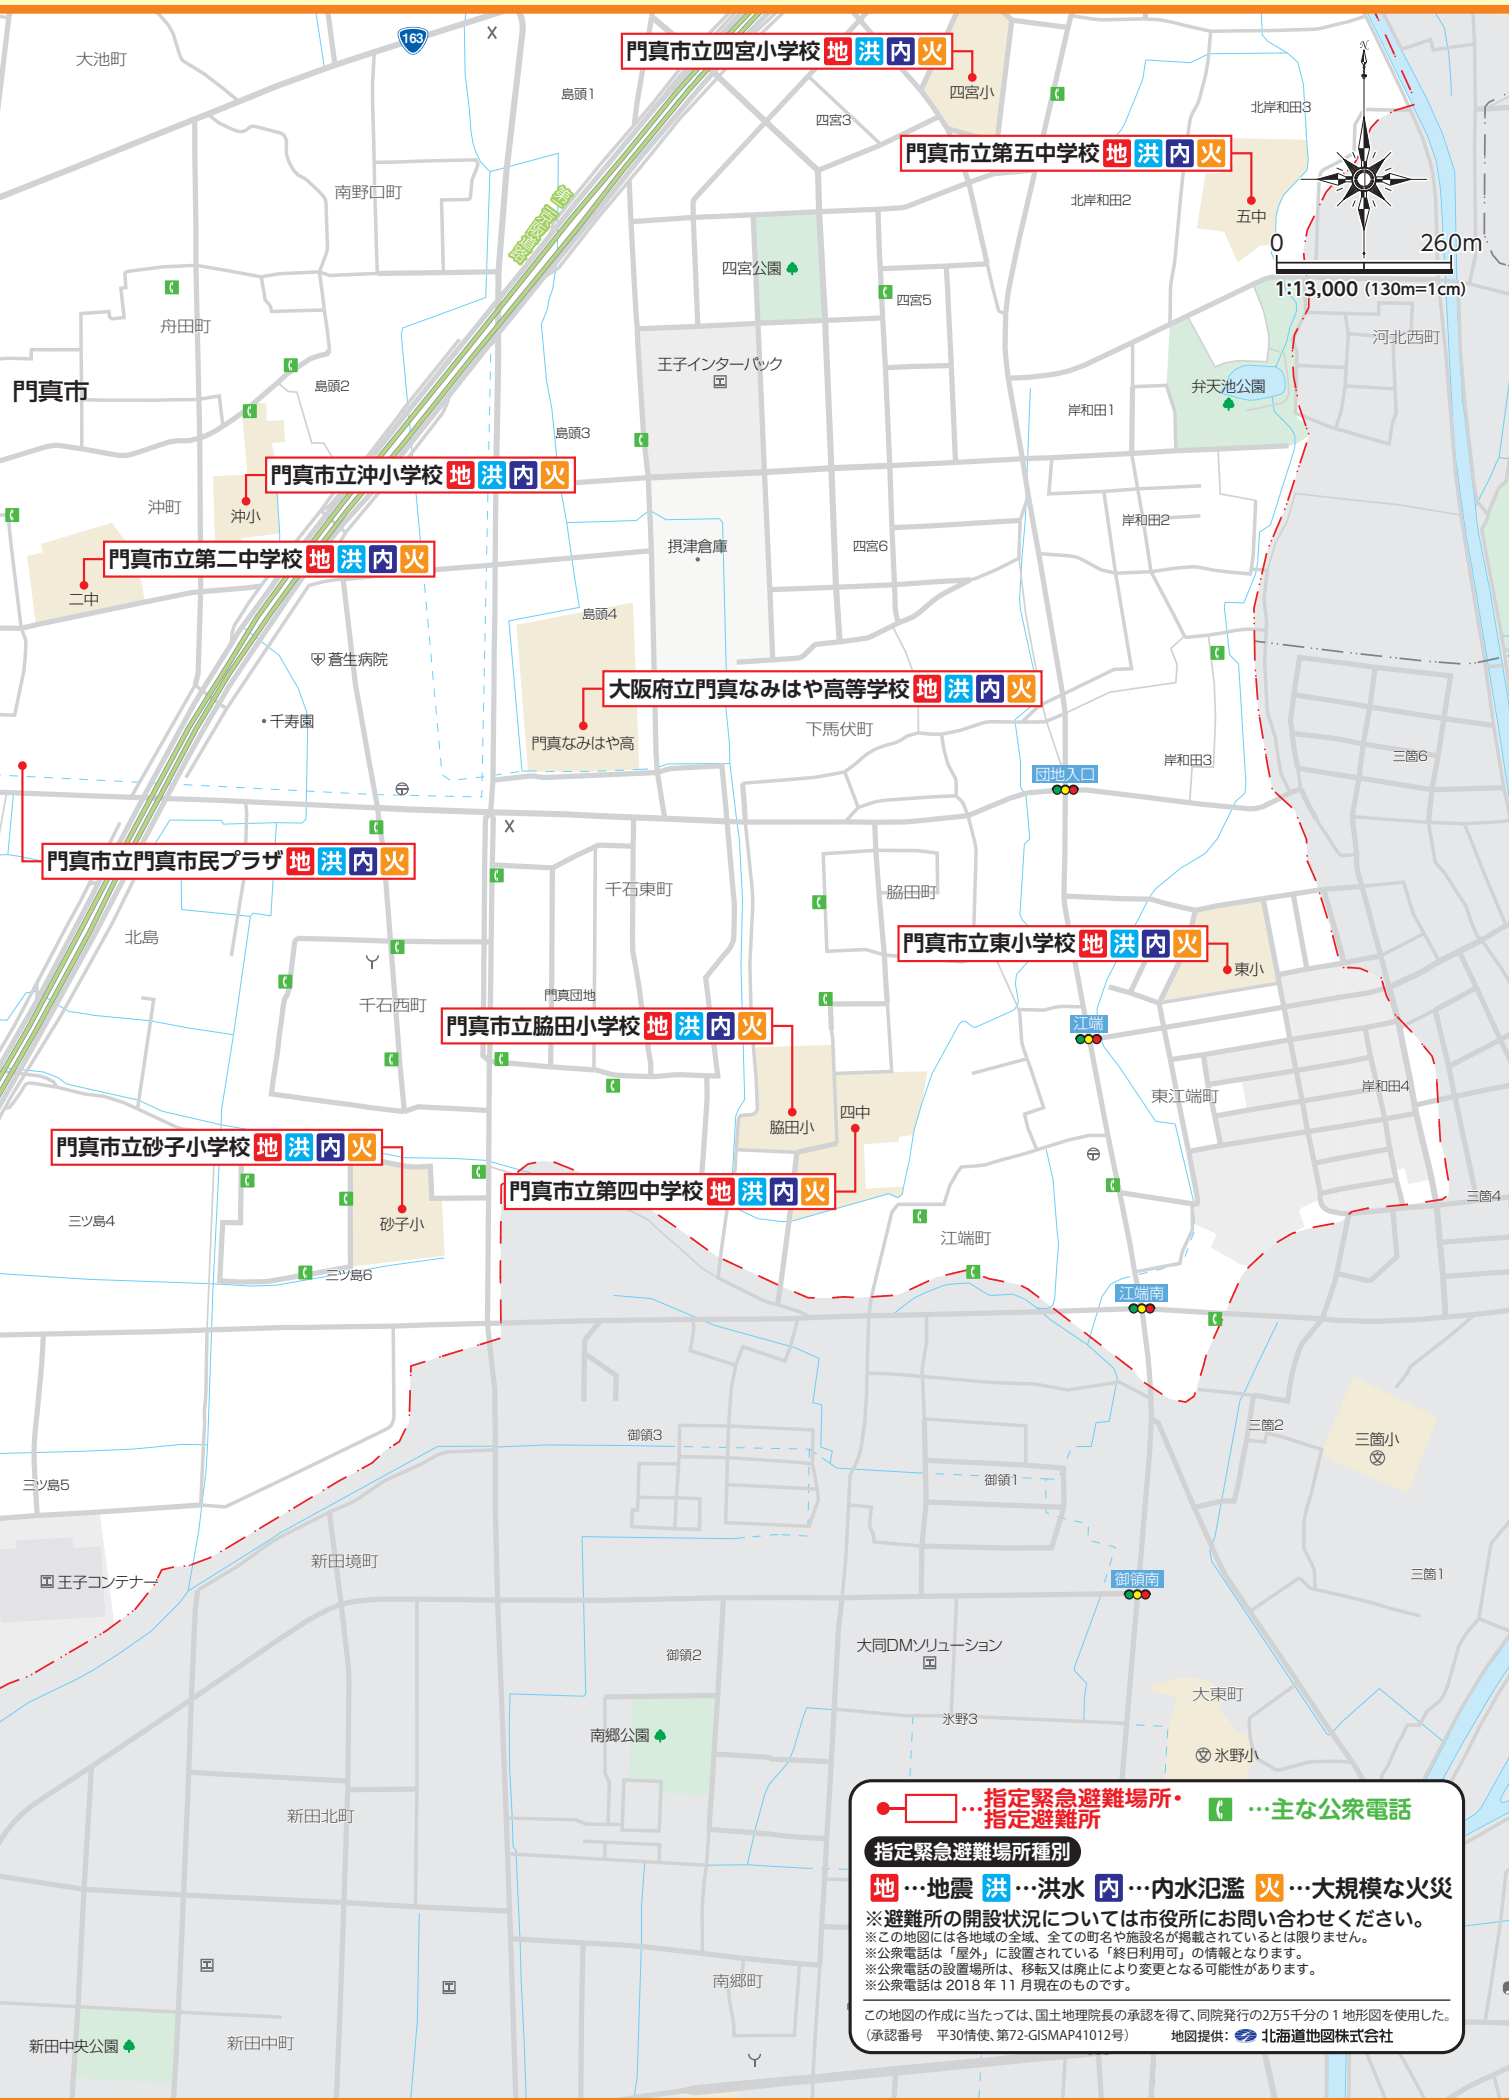 163
大池町
門真市立四宮小学校 地 洪 内 火
四宮小
島頭1
四宮3
北岸和田3
N
門真市立第五中学校 地 洪 内 火
南野口町
北岸和田2
五中
第二京阪道路
0 260m
1:13,000 (130m=1cm)
四宮公園
四宮5
舟田町
河北西町
王子インターパック
門真市
島頭2
弁天池公園
岸和田1
島頭3
門真市立沖小学校 地 洪 内 火
沖町
沖小
岸和田2
摂津倉庫
四宮6
門真市立第二中学校 地 洪 内 火
二中
島頭4
蒼生病院
大阪府立門真なみはや高等学校 地 洪 内 火
千寿園
下馬伏町
門真なみはや高
岸和田3
三箇6
団地入口
門真市立門真市民プラザ 地 洪 内 火
千石東町
脇田町
北島
門真市立東小学校 地 洪 内 火
東小
門真団地
千石西町
門真市立脇田小学校 地 洪 内 火
江端
岸和田4
東江端町
四中
脇田小
門真市立砂子小学校 地 洪 内 火
門真市立第四中学校 地 洪 内 火
三箇4
三ツ島4
砂子小
江端町
三ツ島6
江端南
三箇2
御領3
三箇小
御領1
三ツ島5
新田境町
三箇1
王子コンテナー
御領南
大同DMソリューション
御領2
大東町
氷野3
南郷公園
氷野小
新田北町
…指定緊急避難場所・
指定避難所
…主な公衆電話
指定緊急避難場所種別
地…地震 洪…洪水 内…内水氾濫 火…大規模な火災
※避難所の開設状況については市役所にお問い合わせください。
※この地図には各地域の全域、全ての町名や施設名が掲載されているとは限りません。
※公衆電話は「屋外」に設置されている「終日利用可」の情報となります。
※公衆電話の設置場所は、移転又は廃止により変更となる可能性があります。
※公衆電話は2018年11月現在のものです。
この地図の作成に当たっては、国土地理院長の承認を得て、同院発行の2万5千分の1地形図を使用した。
（承認番号　平30情使、第72-GISMAP41012号）　地図提供：北海道地図株式会社
南郷町
新田中央公園
新田中町